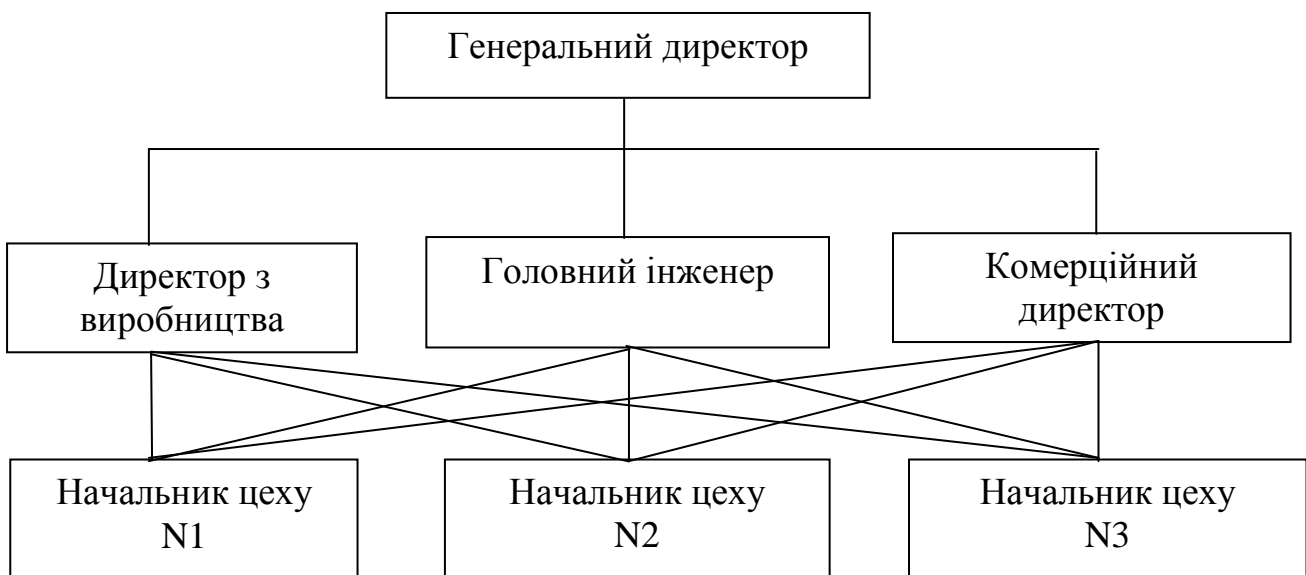 Генеральний директор
Директор з
виробництва
Головний інженер
Комерційний
директор
Начальник цеху
N1
Начальник цеху
N2
Начальник цеху
N3